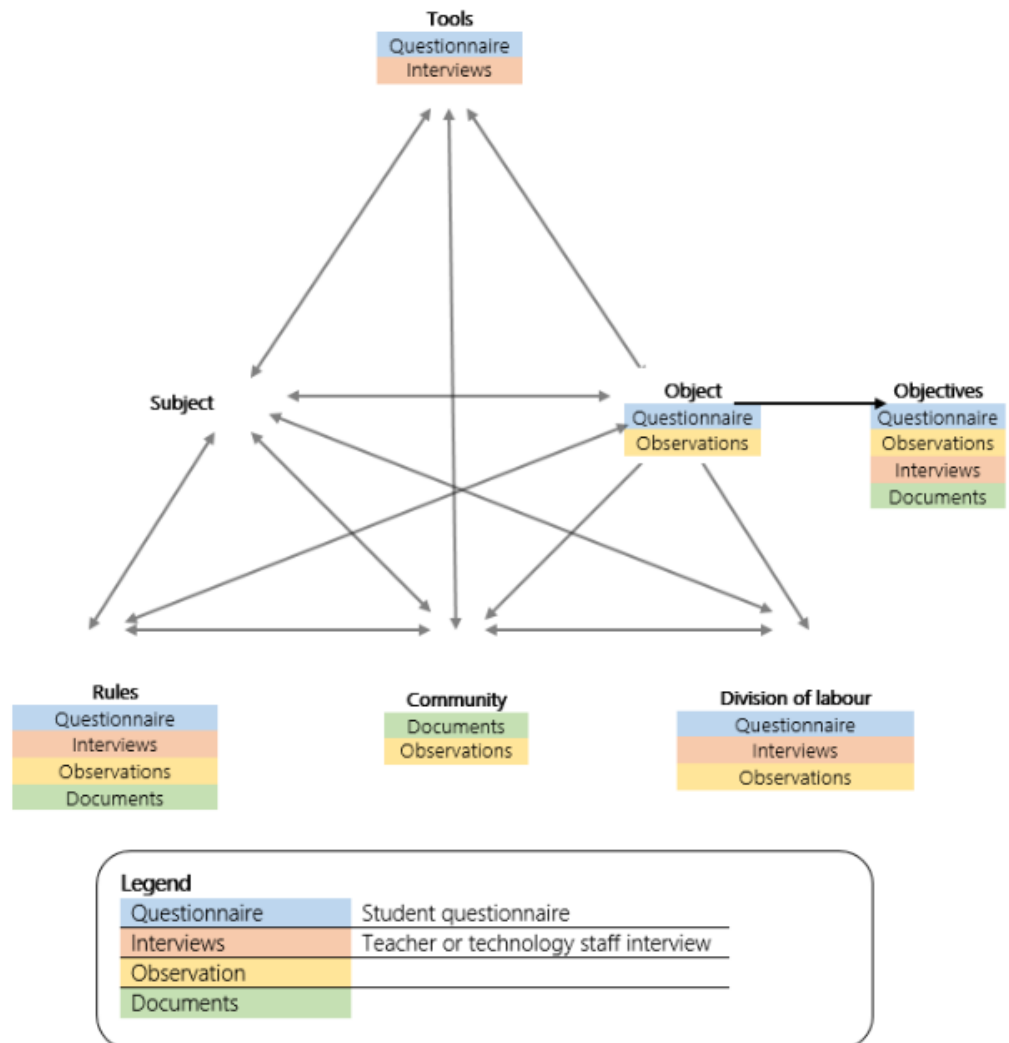 Tools
Questionnaire
Interviews
Subject
Object
Questionnaire
Observations
Objectives
Questionnaire
Observations
Interviews
Documents
Rules
Questionnaire
Interviews
Observations
Documents
Community
Documents
Observations
Division of labour
Questionnaire
Interviews
Observations
Legend
Questionnaire Student questionnaire
Interviews Teacher or technology staff interview
Observation
Documents